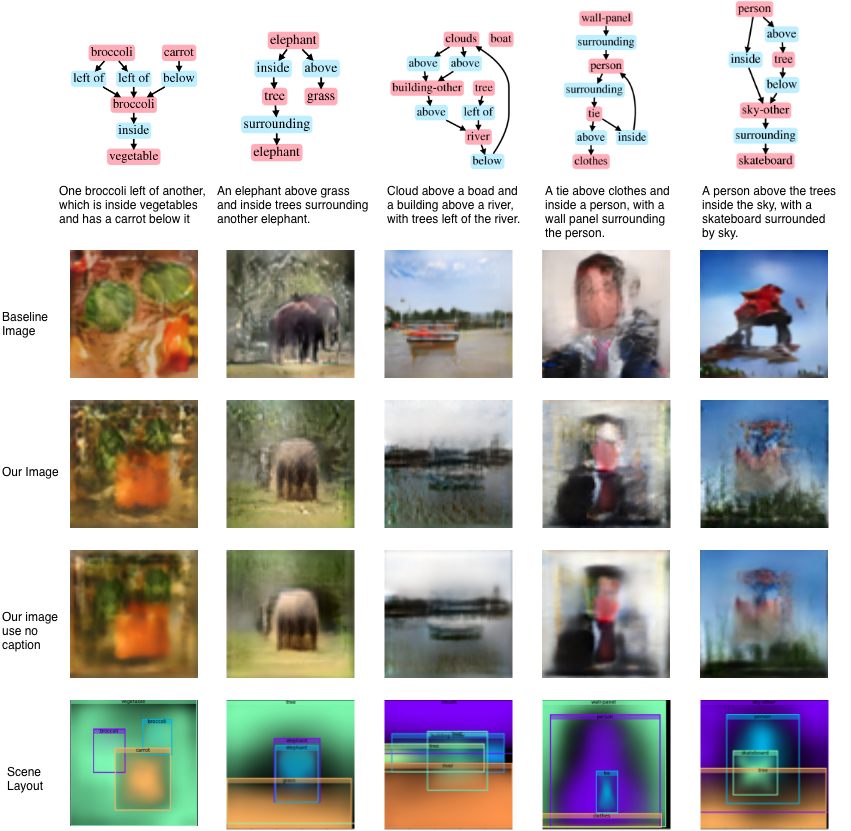 broccoli
carrot
left of
left of
below
broccoli
inside
vegetable
elephant
inside
above
tree
grass
surrounding
elephant
clouds
boat
above
above
building-other
tree
above
left of
river
below
wall-panel
surrounding
person
surrounding
tie
above
inside
clothes
person
above
inside
tree
below
sky-other
surrounding
skateboard
One broccoli left of another,
which is inside vegetables
and has a carrot below it
An elephant above grass
and inside trees surrounding
another elephant.
Cloud above a boad and
a building above a river,
with trees left of the river.
A tie above clothes and
inside a person, with a
wall panel surrounding
the person.
A person above the trees
inside the sky, with a
skateboard surrounded
by sky.
Baseline
Image
Our Image
Our image
use no
caption
Scene
Layout
vegetable
broccoli
broccoli
carrot
tree
elephant
elephant
grass
tree
river
wall-panel
person
tie
clothes
person
skateboard
tree